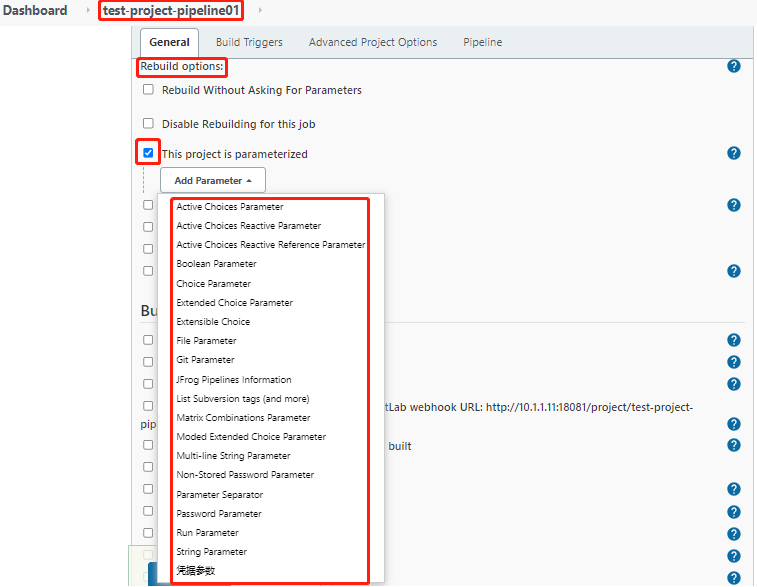 Dashboard test-project-pipeline01
General Build Triggers Advanced Project Options Pipeline
Rebuild options:
Rebuild Without Asking For Parameters
Disable Rebuilding for this job
This project is parameterized
Add Parameter
Active Choices Parameter
Active Choices Reactive Parameter
Active Choices Reactive Reference Parameter
Boolean Parameter
Choice Parameter
Extended Choice Parameter
Bu
Extensible Choice
File Parameter
Git Parameter
JFrog Pipelines Information
List Subversion tags (and more)
tLab webhook URL: http://10.1.1.11:18081/project/test-project-
Matrix Combinations Parameter
pip
Moded Extended Choice Parameter
built
Multi-line String Parameter
Non-Stored Password Parameter
Parameter Separator
Password Parameter
Run Parameter
String Parameter
凭据参数